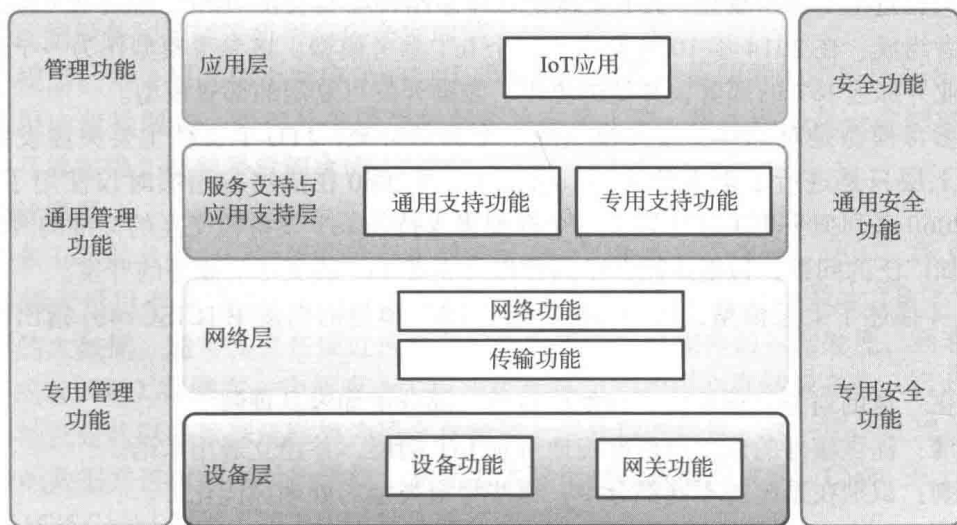 管理功能
通用管理
功能
专用管理
功能
应用层
IoT应用
服务支持与
应用支持层
通用支持功能
专用支持功能
网络层
网络功能
传输功能
设备层
设备功能
网关功能
安全功能
通用安全
功能
专用安全
功能